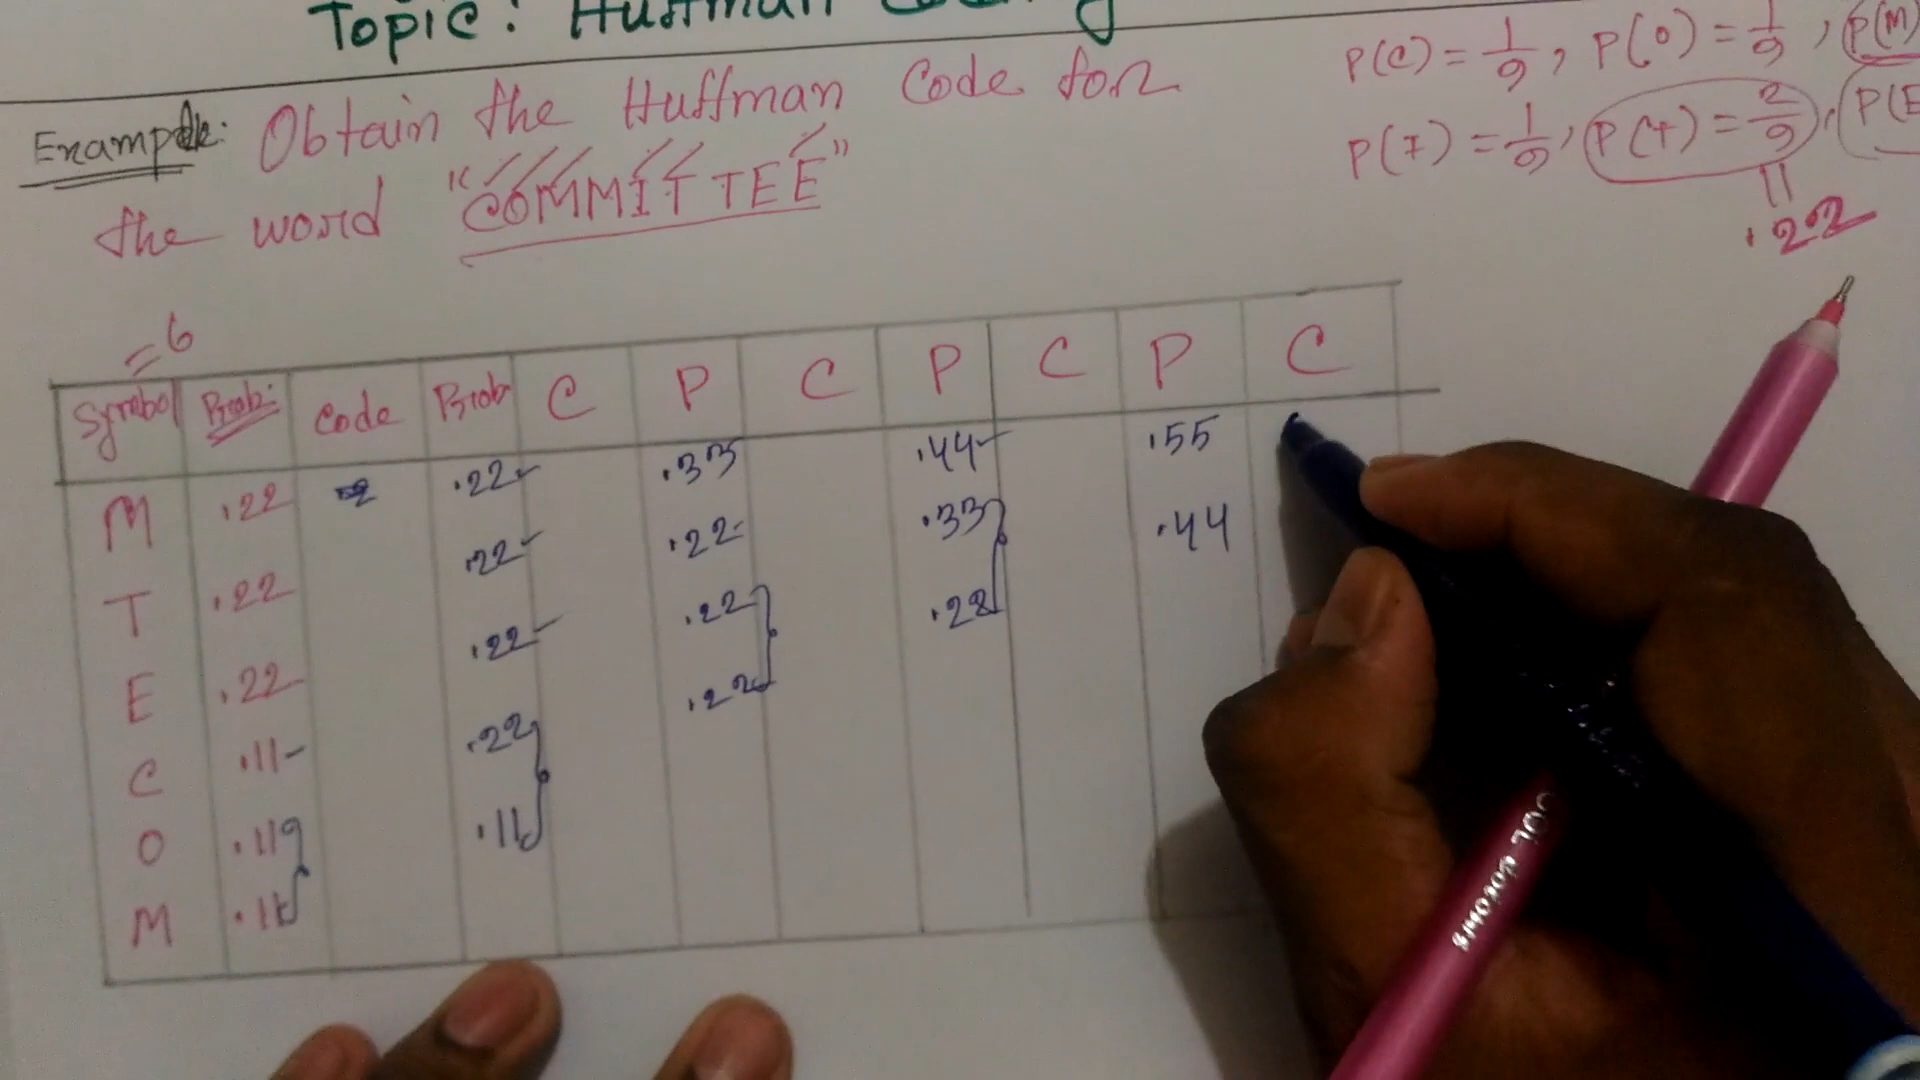 Topic: Huffman Coding
P(C) = 1/9, P(O) = 1/9, P(M)
Example: Obtain the Huffman Code for
P(I) = 1/9, P(T) = 2/9, P(E
the word "COMMITTEE"
.22
=6
Symbol Prob. Code Prob C P C P C P C
M .22 .22 .33 .44 .55
T .22 .22 .22 .33 .44
E .22 .22 .22 .22
C .11 .22 .22
O .11 .11
M .11